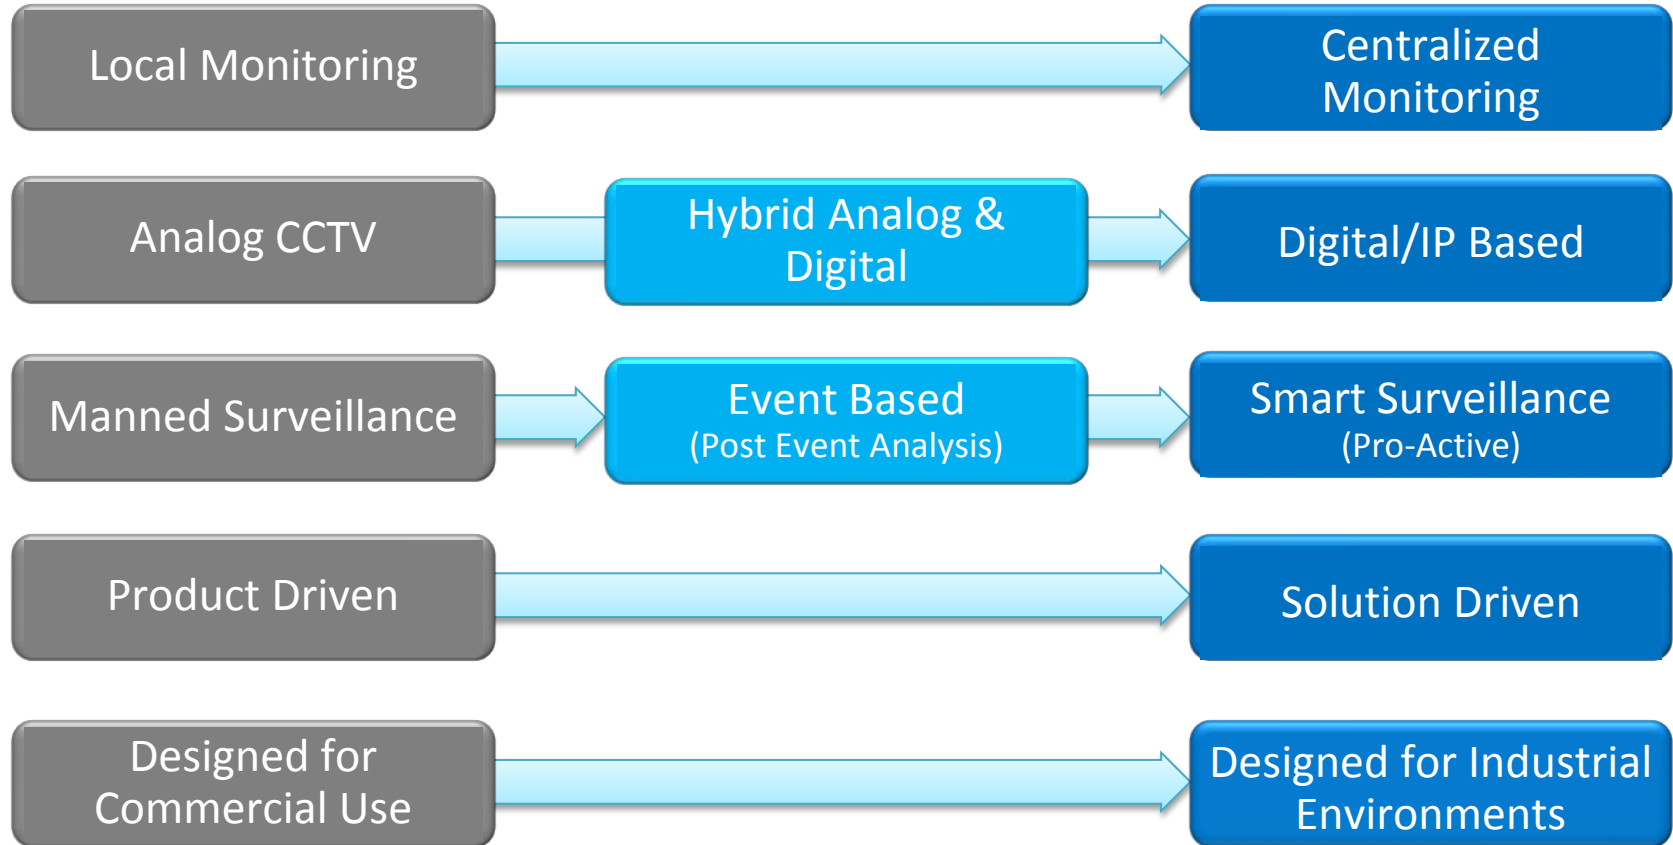 Local Monitoring
Centralized
Monitoring
Analog CCTV
Hybrid Analog &
Digital
Digital/IP Based
Manned Surveillance
Event Based
(Post Event Analysis)
Smart Surveillance
(Pro-Active)
Product Driven
Solution Driven
Designed for
Commercial Use
Designed for Industrial
Environments